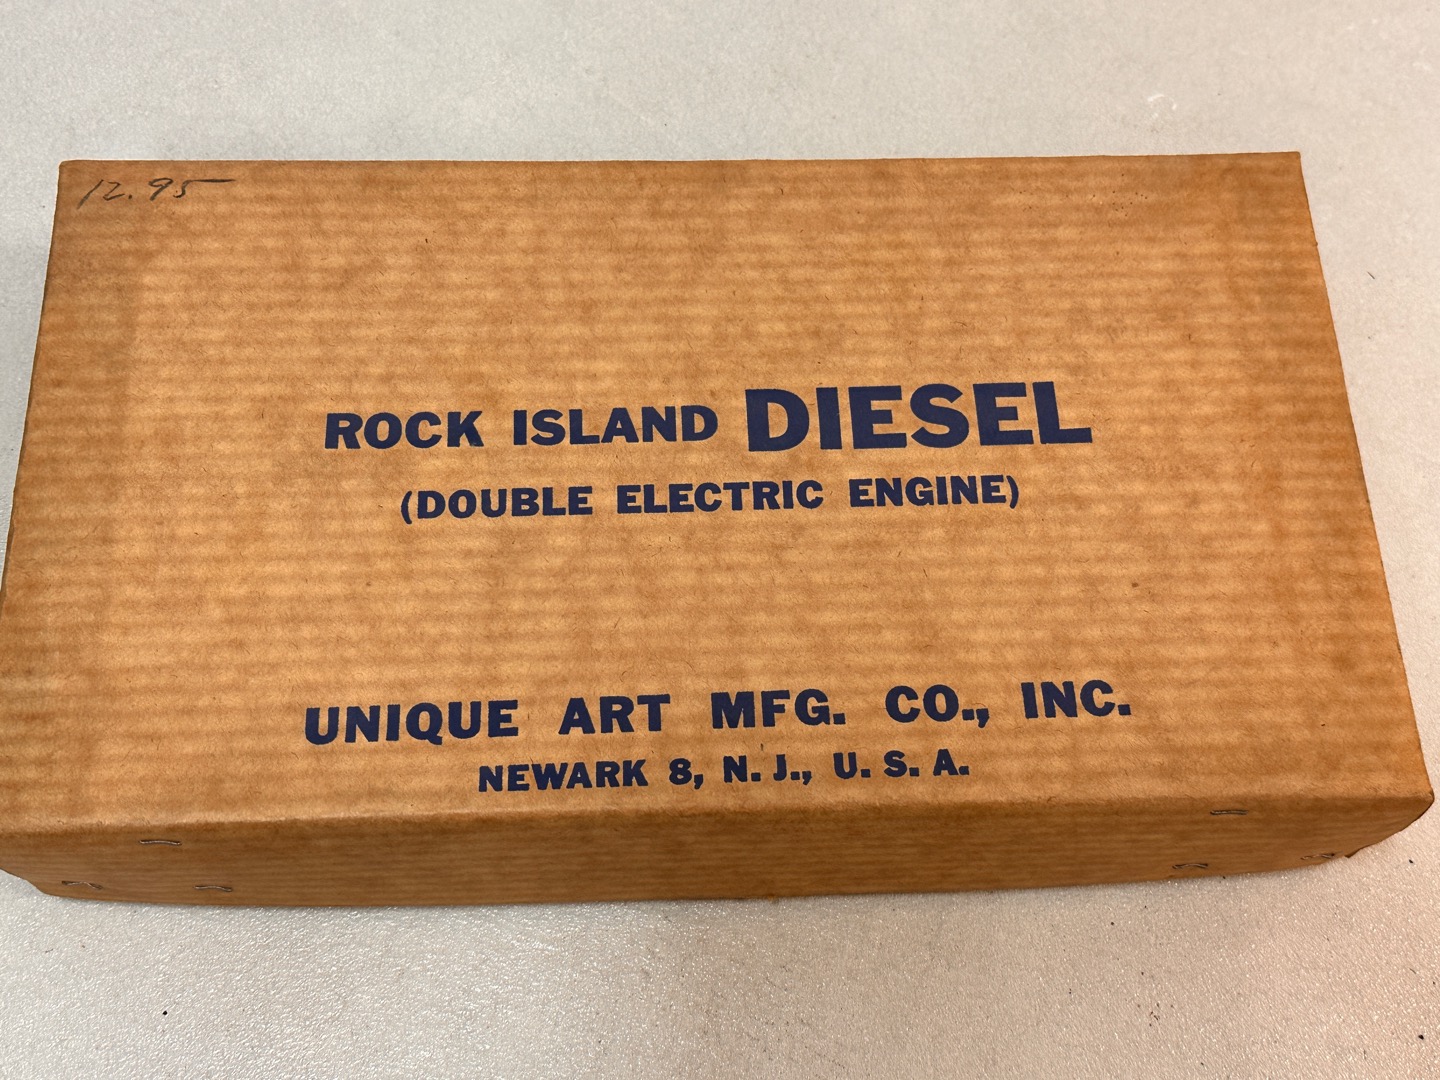 12.95
ROCK ISLAND DIESEL
(DOUBLE ELECTRIC ENGINE)
UNIQUE ART MFG. CO., INC.
NEWARK 8, N. J., U. S. A.